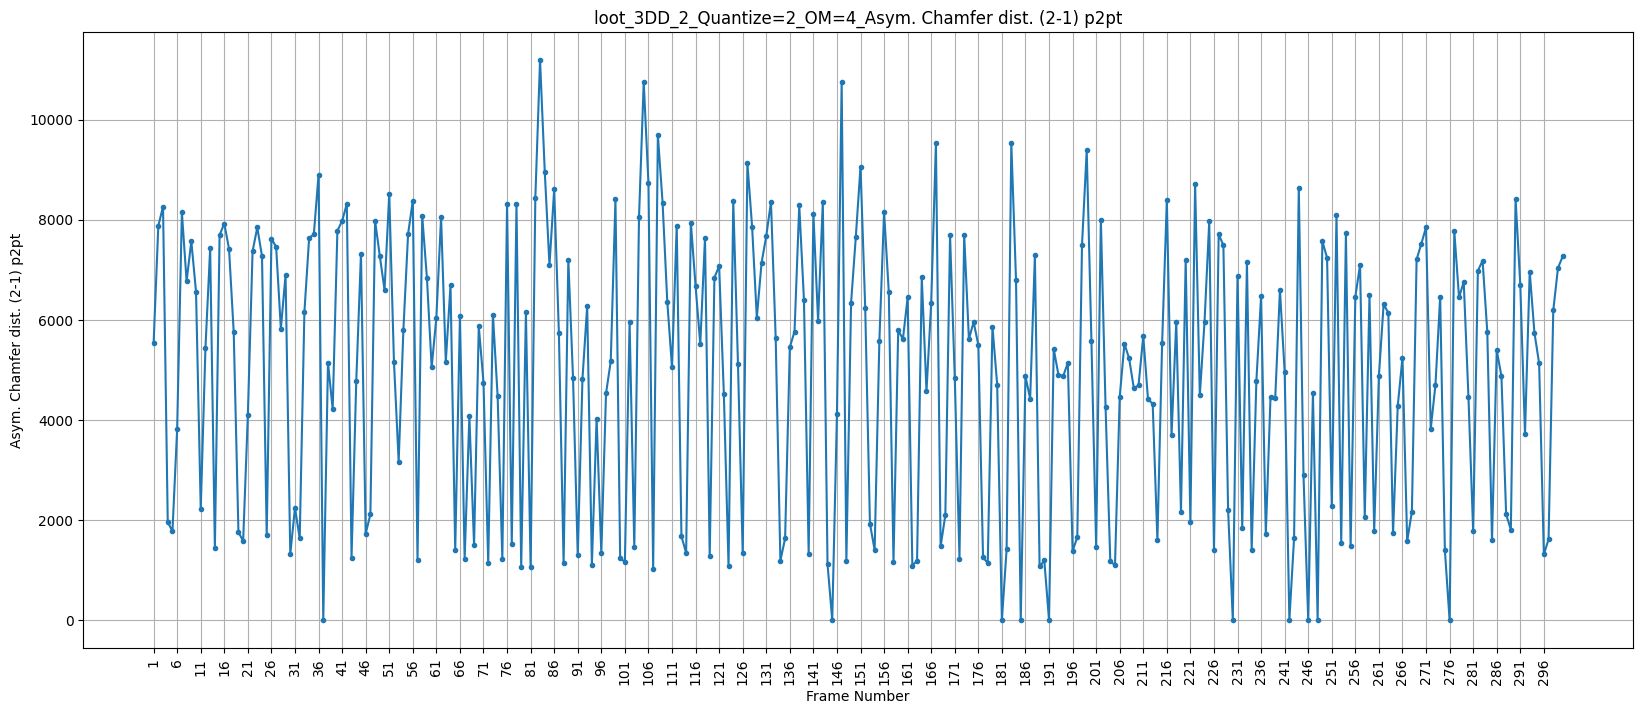 loot_3DD_2_Quantize=2_OM=4_Asym. Chamfer dist. (2-1) p2pt
Asym. Chamfer dist. (2-1) p2pt
10000
8000
6000
4000
2000
0
1 6 11 16 21 26 31 36 41 46 51 56 61 66 71 76 81 86 91 96 101 106 111 116 121 126 131 136 141 146 151 156 161 166 171 176 181 186 191 196 201 206 211 216 221 226 231 236 241 246 251 256 261 266 271 276 281 286 291 296
Frame Number